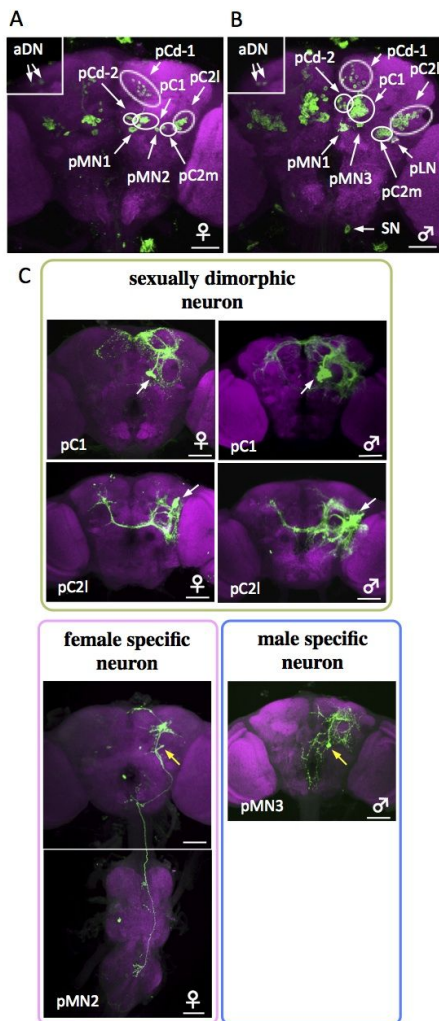 A
aDN
pCd-1
pCd-2
pC1
pC2l
pMN1
pMN2
pC2m
♀
B
aDN
pCd-1
pCd-2
pC1
pC2l
pMN1
pMN3
pLN
pC2m
SN
♂
C
sexually dimorphic
neuron
pC1
♀
pC1
♂
pC2l
♀
pC2l
♂
female specific
neuron
pMN2
♀
male specific
neuron
pMN3
♂